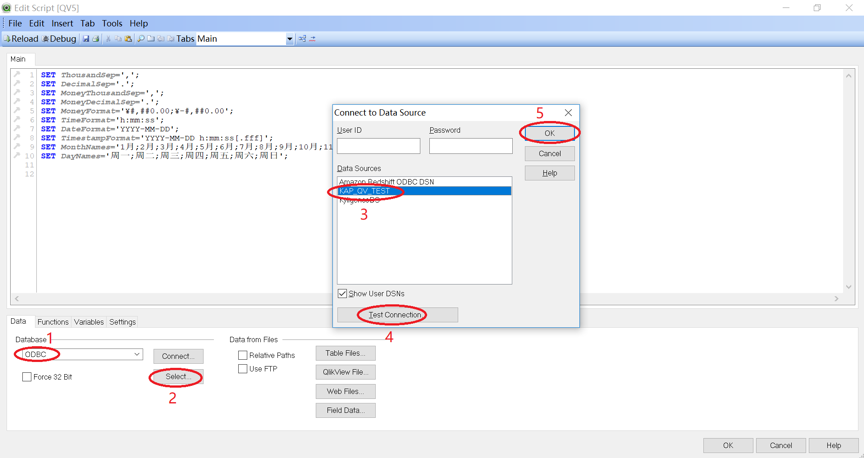 Edit Script [QV5]
File Edit Insert Tab Tools Help
Reload Debug Tabs Main
Main
1 SET ThousandSep=',';
2 SET DecimalSep='.';
3 SET MoneyThousandSep=',';
4 SET MoneyDecimalSep='.';
5 SET MoneyFormat='¥#,##0.00;¥-#,##0.00';
6 SET TimeFormat='h:mm:ss';
7 SET DateFormat='YYYY-MM-DD';
8 SET TimestampFormat='YYYY-MM-DD h:mm:ss[.fff]';
9 SET MonthNames='1月;2月;3月;4月;5月;6月;7月;8月;9月;10月;11
10 SET DayNames='周一;周二;周三;周四;周五;周六;周日';
11
12
Connect to Data Source
5
User ID Password
OK
Cancel
Help
Data Sources
Amazon Redshift ODBC DSN
KAP_QV_TEST
3
Show User DSNs
Test Connection
4
Data Functions Variables Settings
1
Database
ODBC
Connect...
Force 32 Bit
Select...
2
Data from Files
Relative Paths
Use FTP
Table Files...
QlikView File...
Web Files...
Field Data...
OK Cancel Help